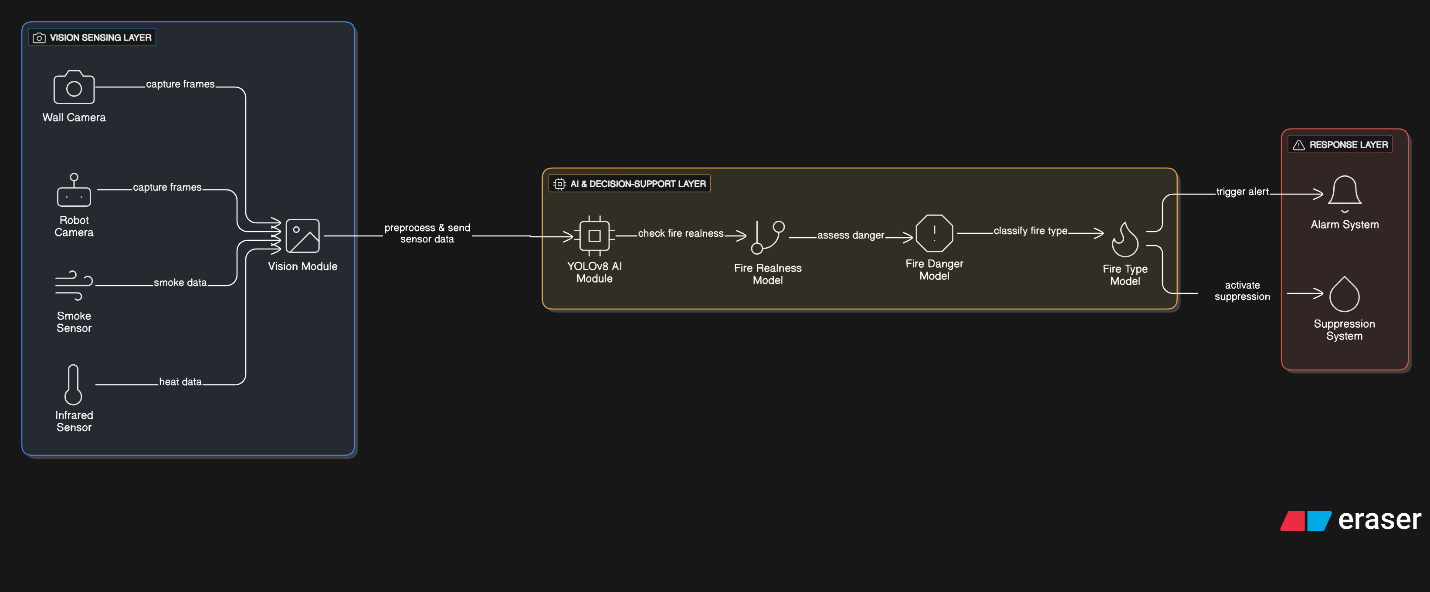 VISION SENSING LAYER
capture frames
Wall Camera
capture frames
Robot
Camera
smoke data
Smoke
Sensor
heat data
Infrared
Sensor
Vision Module
preprocess & send
sensor data
AI & DECISION-SUPPORT LAYER
YOLOv8 AI
Module
check fire realness
Fire Realness
Model
assess danger
Fire Danger
Model
classify fire type
Fire Type
Model
trigger alert
activate
suppression
RESPONSE LAYER
Alarm System
Suppression
System
eraser